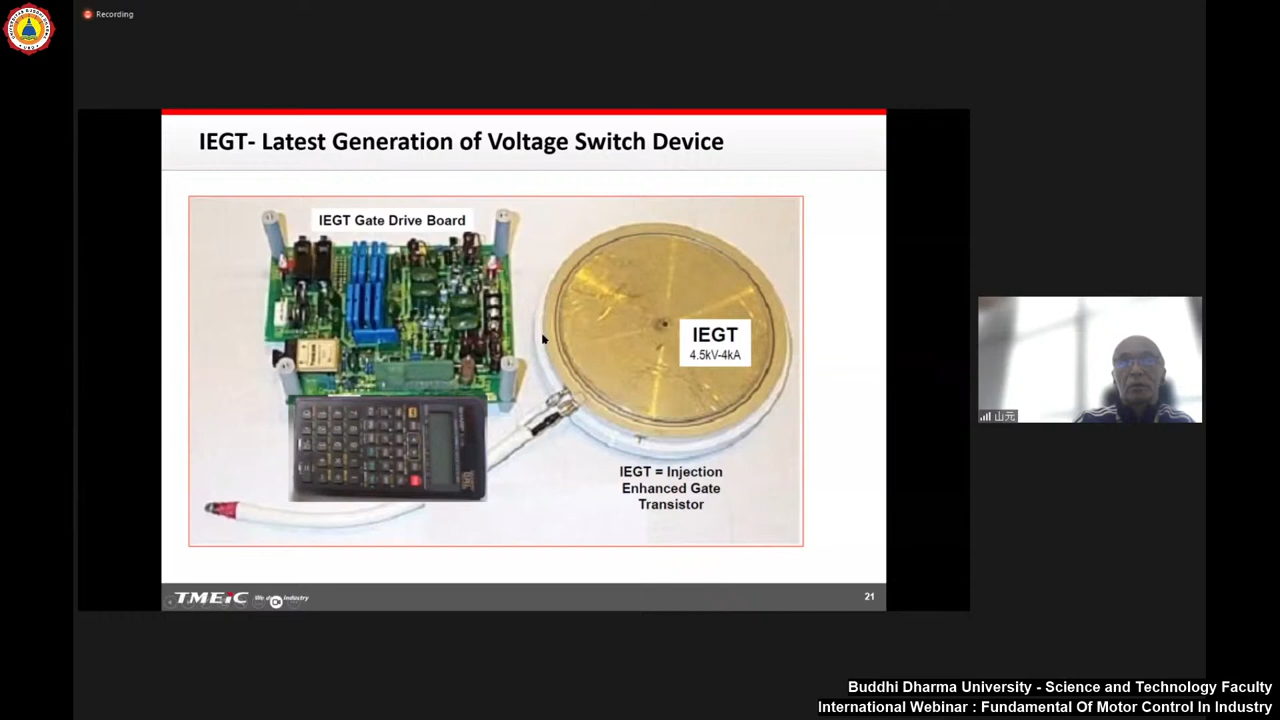 Recording
IEGT- Latest Generation of Voltage Switch Device
IEGT Gate Drive Board
IEGT
4.5kV-4kA
IEGT = Injection
Enhanced Gate
Transistor
TMEiC
We drive industry
21
山元
Buddhi Dharma University - Science and Technology Faculty
International Webinar : Fundamental Of Motor Control In Industry